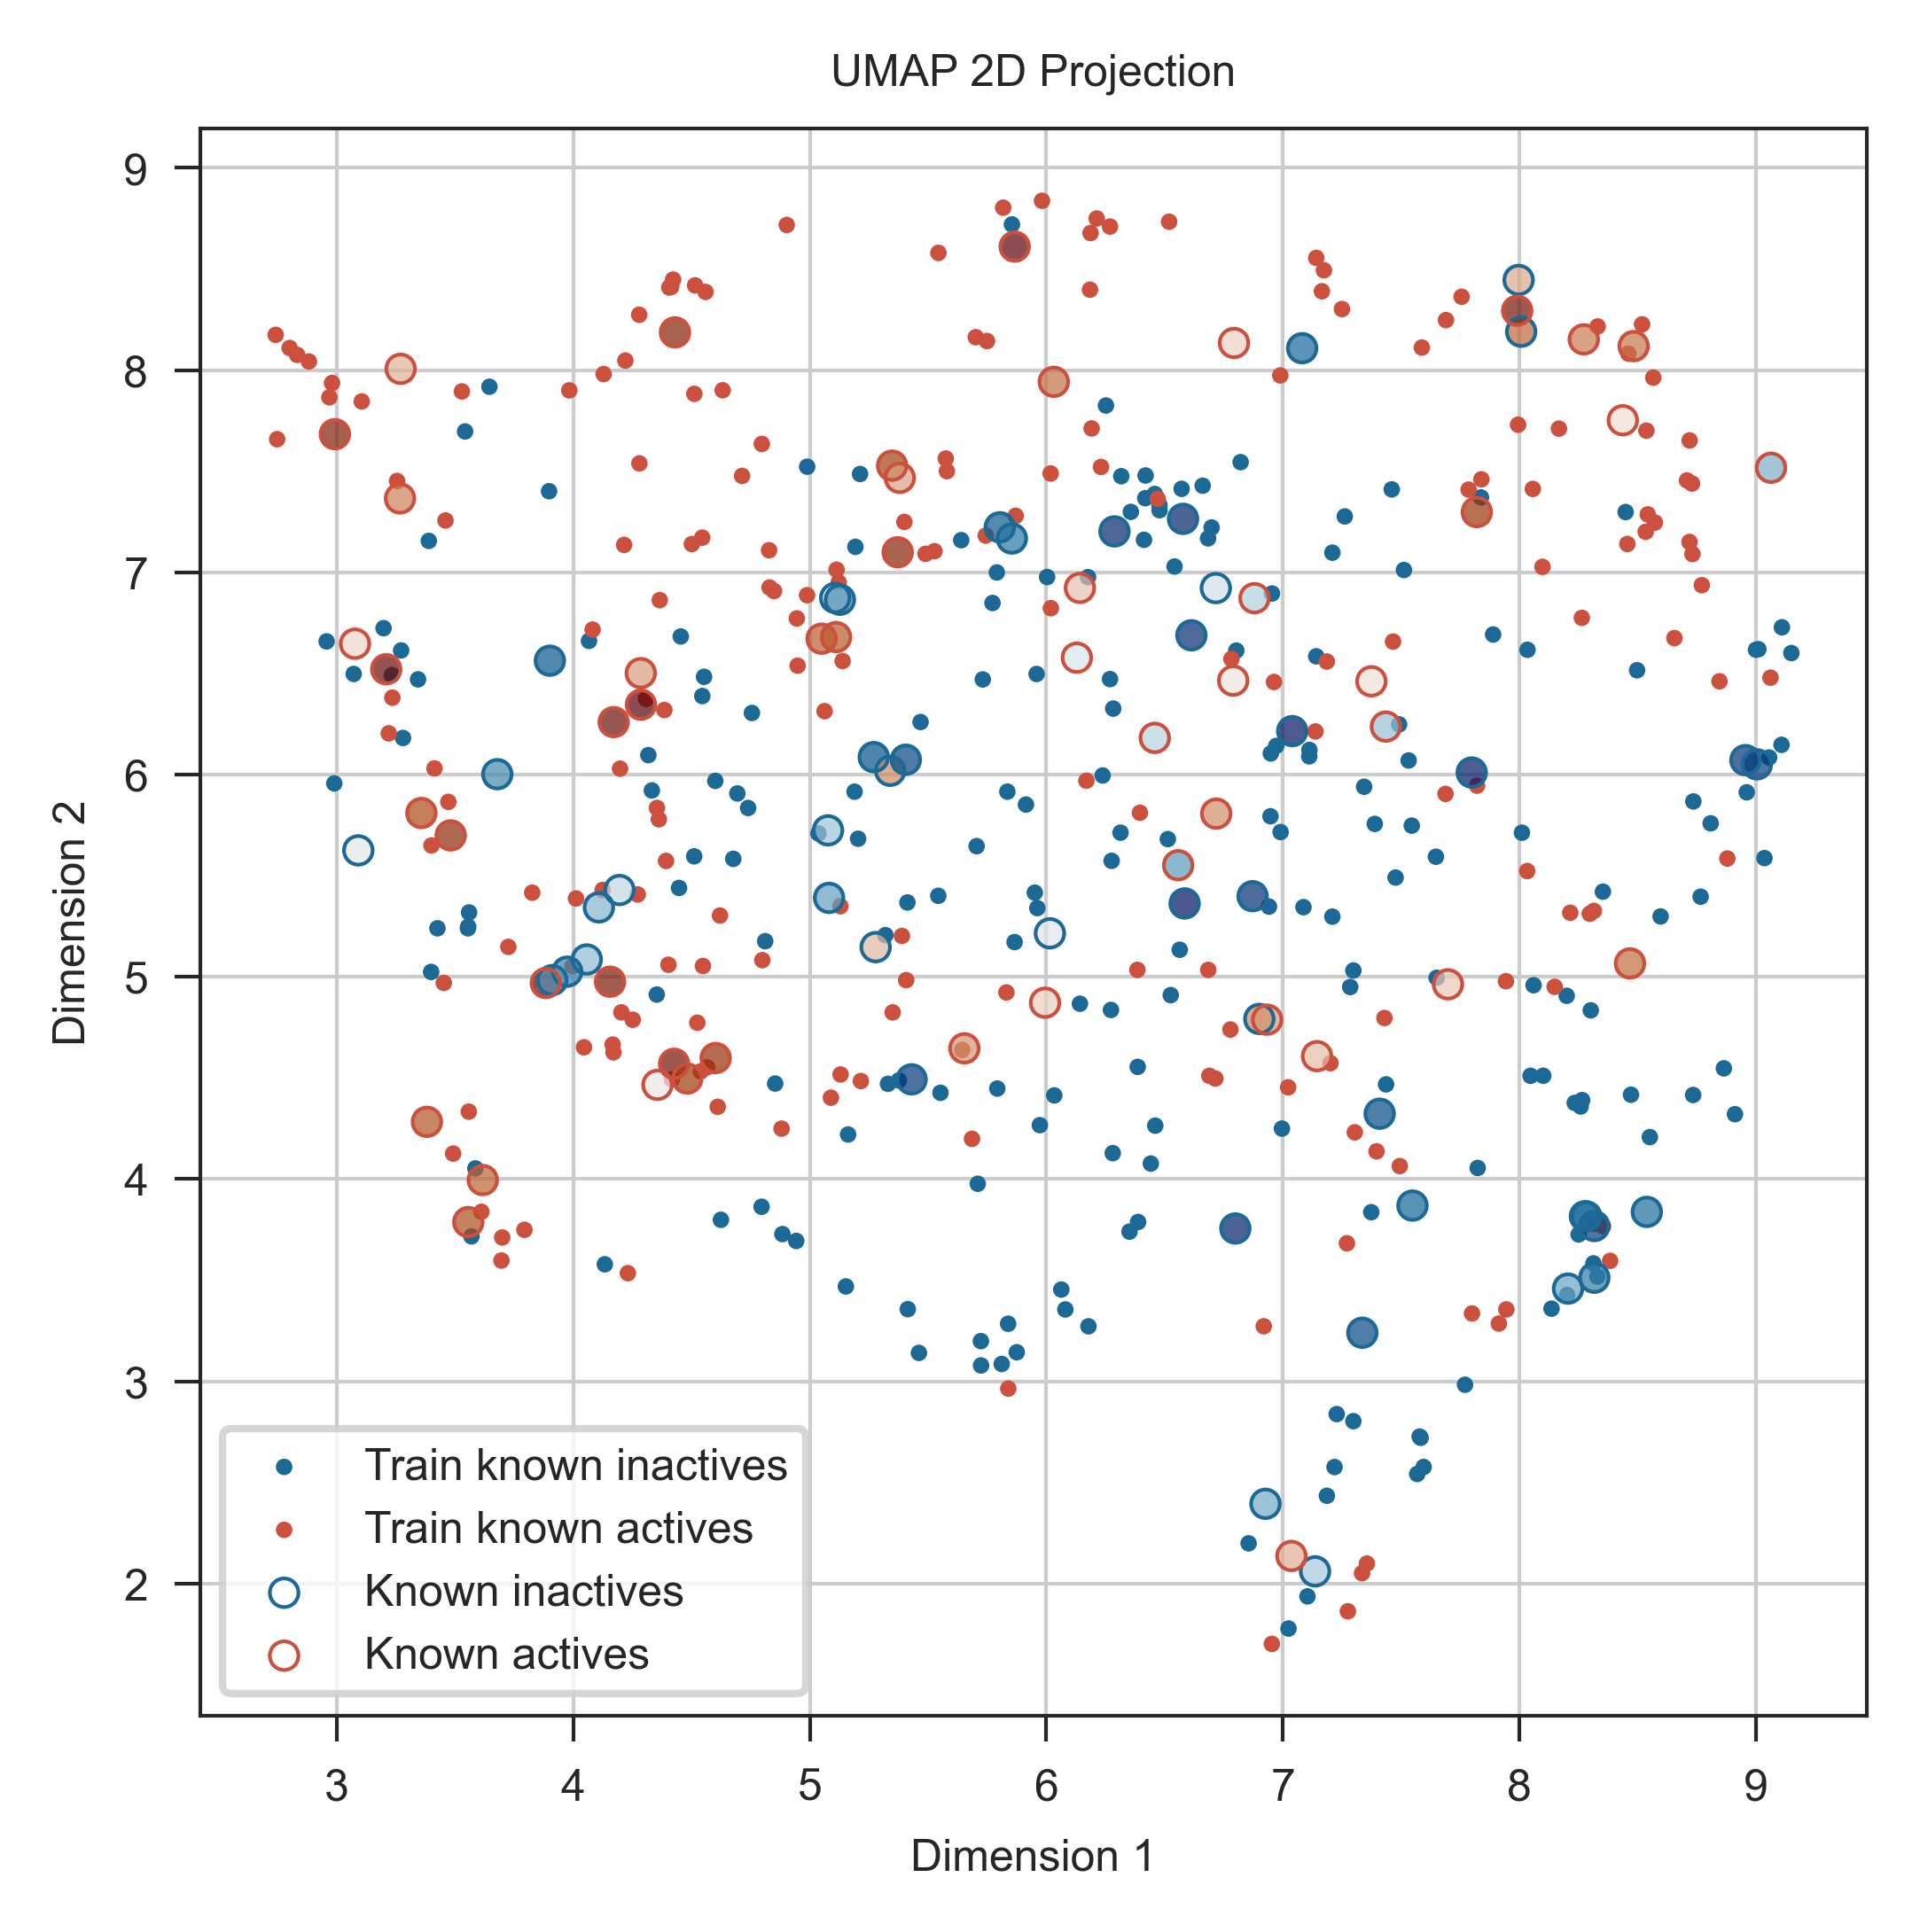 UMAP 2D Projection
9
8
7
6
5
4
3
2
Dimension 2
Train known inactives
Train known actives
Known inactives
Known actives
3 4 5 6 7 8 9
Dimension 1